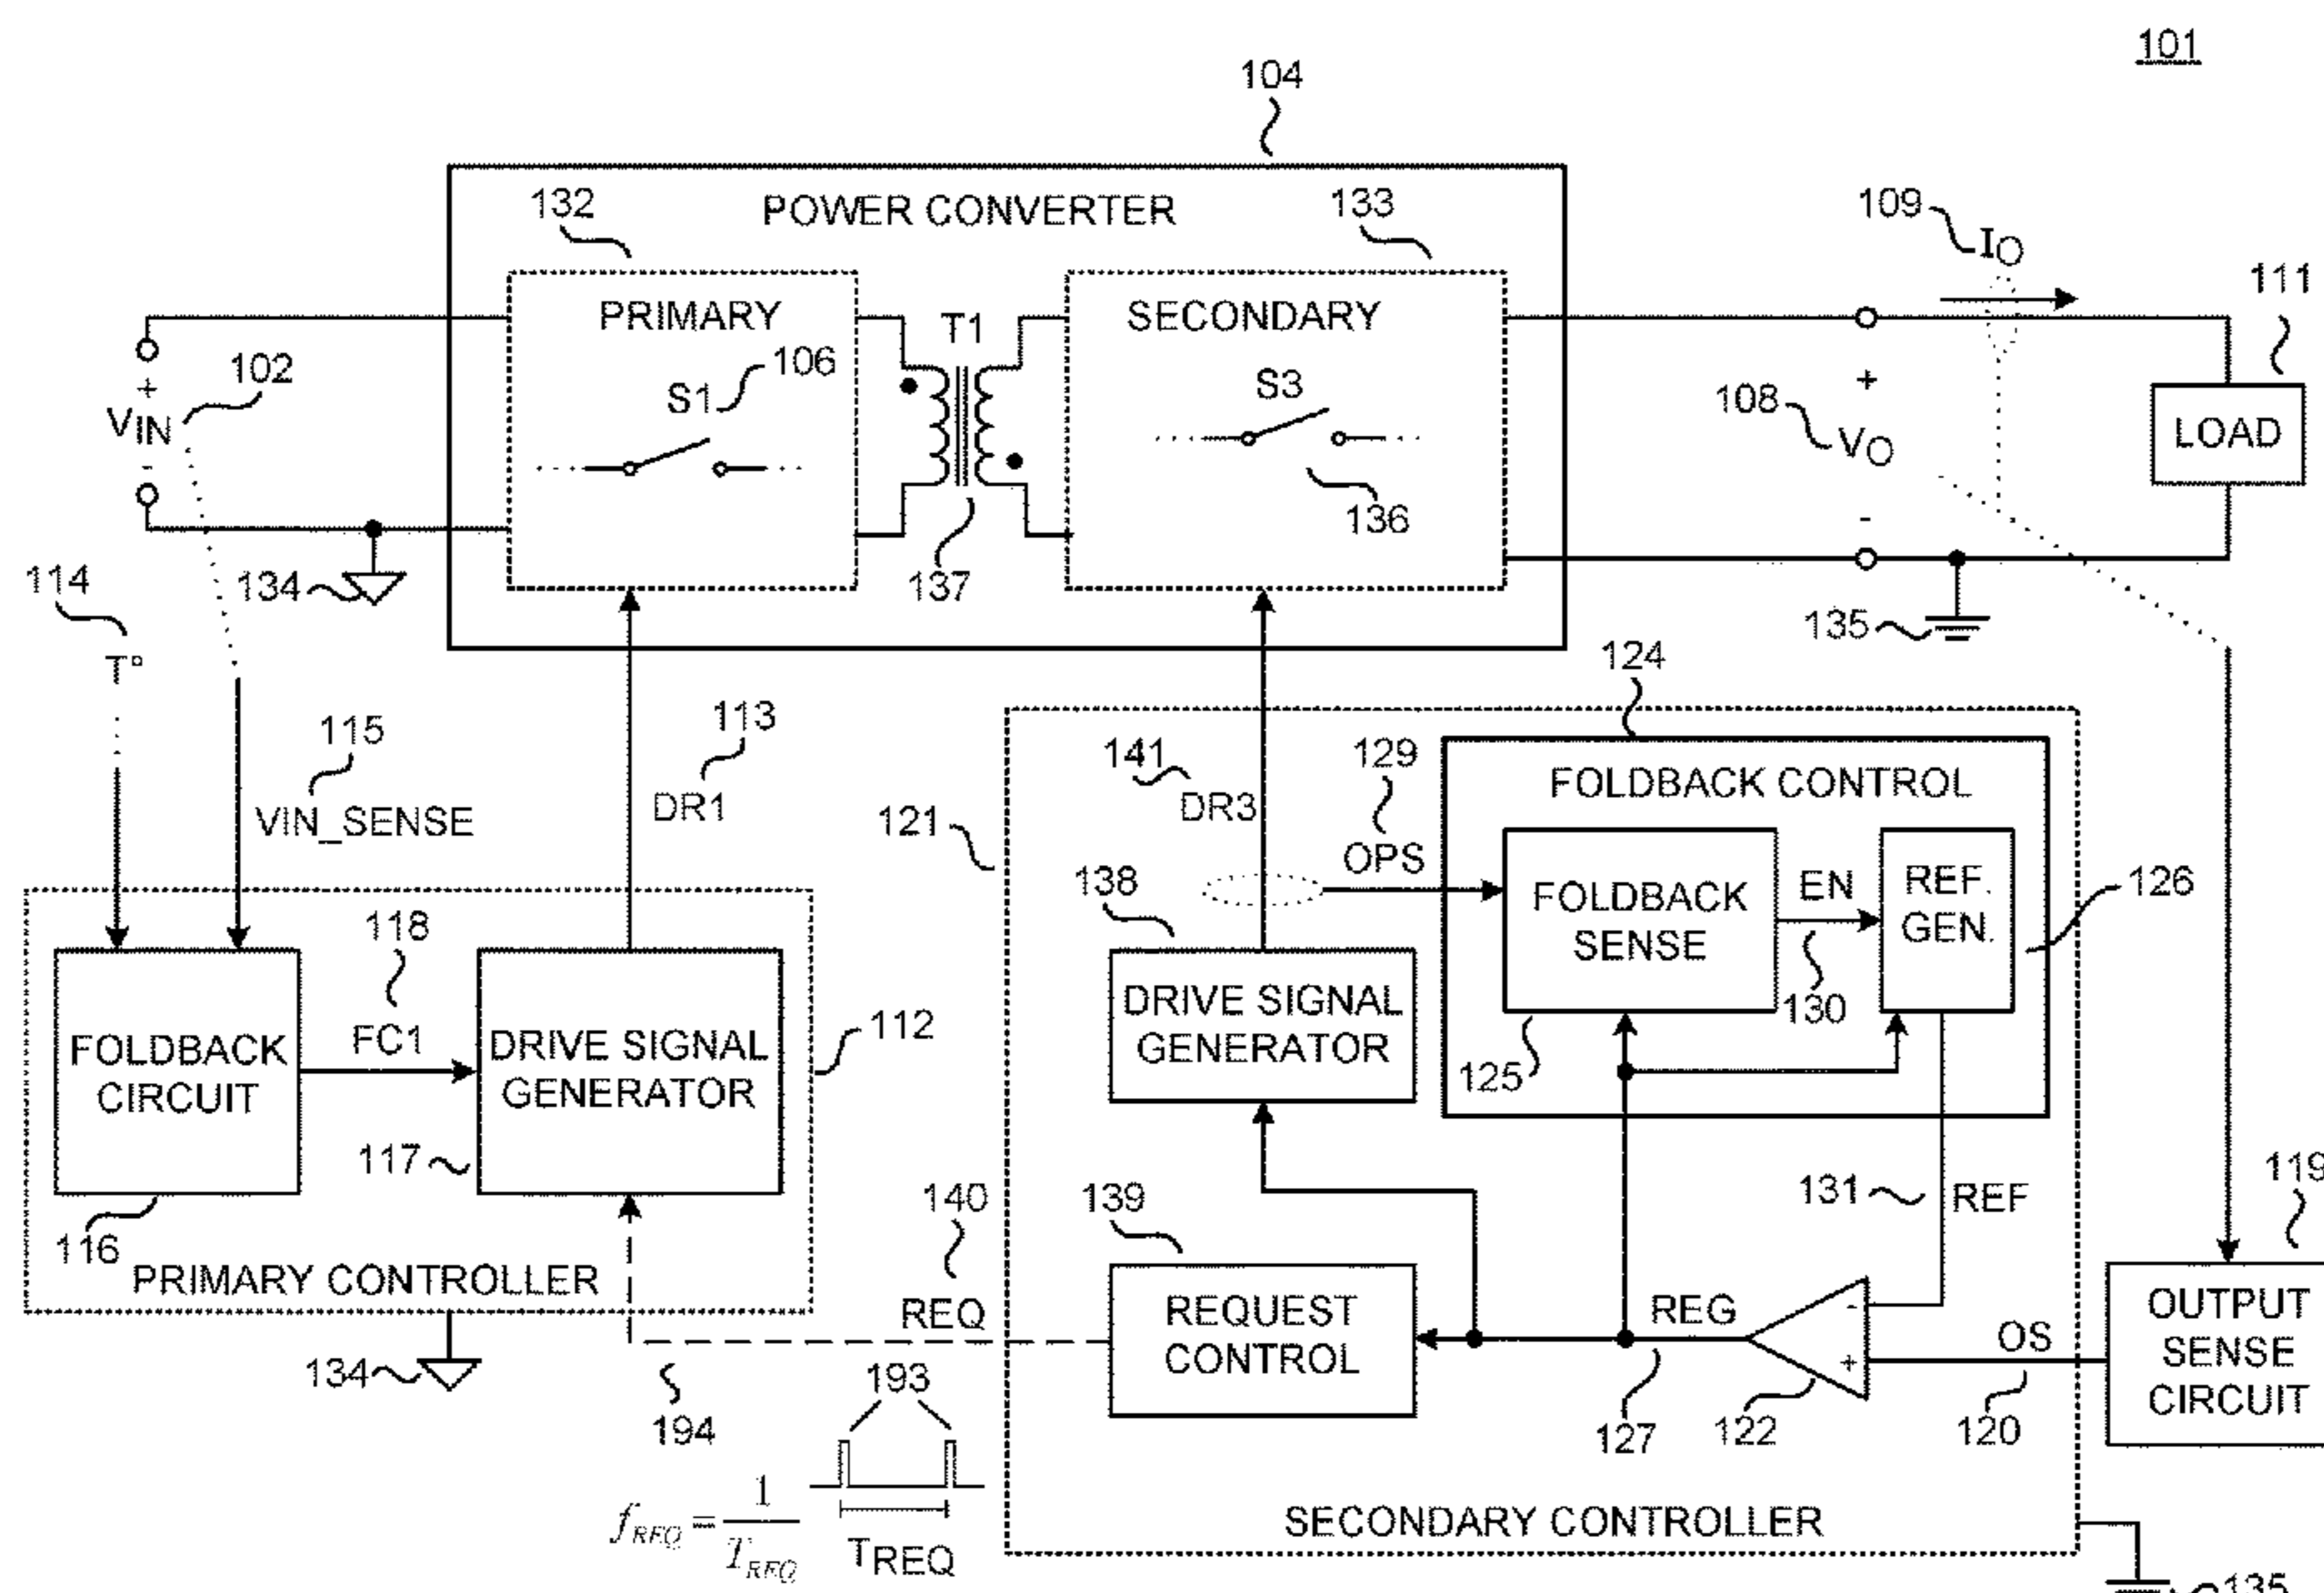 101
104
132
POWER CONVERTER
133
109
IO
111
PRIMARY
T1
SECONDARY
102
+
VIN
-
S1
106
S3
108
+
VO
-
LOAD
136
114
134
137
135
T°
124
115
VIN_SENSE
113
DR1
141
DR3
129
OPS
121
FOLDBACK CONTROL
138
FOLDBACK
SENSE
EN
130
REF.
GEN.
126
118
FC1
FOLDBACK
CIRCUIT
DRIVE SIGNAL
GENERATOR
112
DRIVE SIGNAL
GENERATOR
125
117
116
PRIMARY CONTROLLER
140
REQ
139
131
REF
119
REQUEST
CONTROL
REG
-
+
OS
OUTPUT
SENSE
CIRCUIT
134
194
193
127
122
120
fREQ = 1
TREQ
TREQ
SECONDARY CONTROLLER
135